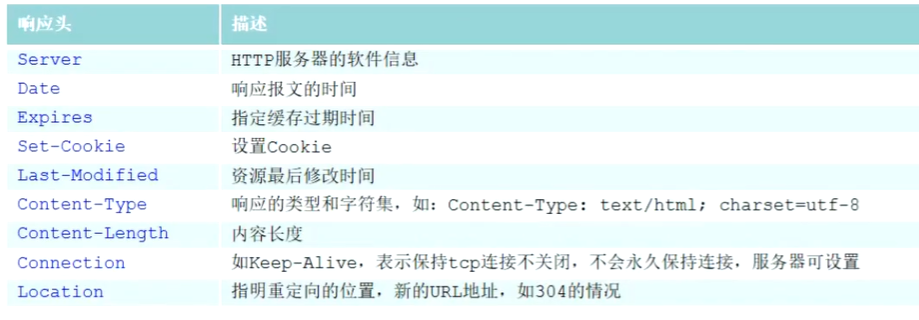 响应头 描述
Server HTTP服务器的软件信息
Date 响应报文的时间
Expires 指定缓存过期时间
Set-Cookie 设置Cookie
Last-Modified 资源最后修改时间
Content-Type 响应的类型和字符集，如：Content-Type: text/html; charset=utf-8
Content-Length 内容长度
Connection 如Keep-Alive，表示保持tcp连接不关闭，不会永久保持连接，服务器可设置
Location 指明重定向的位置，新的URL地址，如304的情况